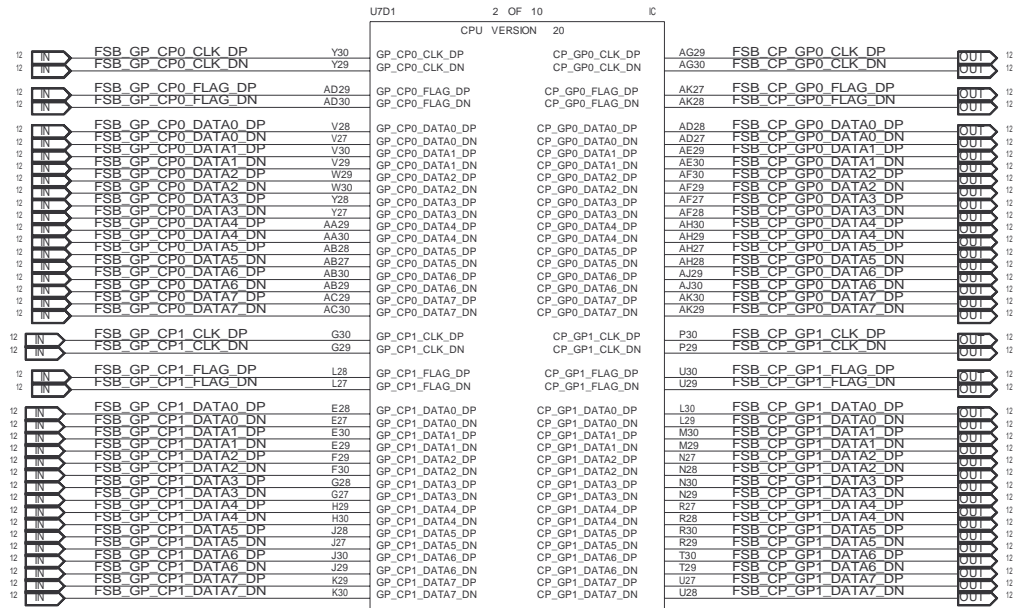 U7D1 2 OF 10 IC
CPU VERSION 20
12 IN FSB_GP_CP0_CLK_DP Y30 GP_CP0_CLK_DP CP_GP0_CLK_DP AG29 FSB_CP_GP0_CLK_DP OUT 12
12 IN FSB_GP_CP0_CLK_DN Y29 GP_CP0_CLK_DN CP_GP0_CLK_DN AG30 FSB_CP_GP0_CLK_DN OUT 12
12 IN FSB_GP_CP0_FLAG_DP AD29 GP_CP0_FLAG_DP CP_GP0_FLAG_DP AK27 FSB_CP_GP0_FLAG_DP OUT 12
12 IN FSB_GP_CP0_FLAG_DN AD30 GP_CP0_FLAG_DN CP_GP0_FLAG_DN AK28 FSB_CP_GP0_FLAG_DN OUT 12
12 IN FSB_GP_CP0_DATA0_DP V28 GP_CP0_DATA0_DP CP_GP0_DATA0_DP AD28 FSB_CP_GP0_DATA0_DP OUT 12
12 IN FSB_GP_CP0_DATA0_DN V27 GP_CP0_DATA0_DN CP_GP0_DATA0_DN AD27 FSB_CP_GP0_DATA0_DN OUT 12
12 IN FSB_GP_CP0_DATA1_DP V30 GP_CP0_DATA1_DP CP_GP0_DATA1_DP AE29 FSB_CP_GP0_DATA1_DP OUT 12
12 IN FSB_GP_CP0_DATA1_DN V29 GP_CP0_DATA1_DN CP_GP0_DATA1_DN AE30 FSB_CP_GP0_DATA1_DN OUT 12
12 IN FSB_GP_CP0_DATA2_DP W29 GP_CP0_DATA2_DP CP_GP0_DATA2_DP AF30 FSB_CP_GP0_DATA2_DP OUT 12
12 IN FSB_GP_CP0_DATA2_DN W30 GP_CP0_DATA2_DN CP_GP0_DATA2_DN AF29 FSB_CP_GP0_DATA2_DN OUT 12
12 IN FSB_GP_CP0_DATA3_DP Y28 GP_CP0_DATA3_DP CP_GP0_DATA3_DP AF27 FSB_CP_GP0_DATA3_DP OUT 12
12 IN FSB_GP_CP0_DATA3_DN Y27 GP_CP0_DATA3_DN CP_GP0_DATA3_DN AF28 FSB_CP_GP0_DATA3_DN OUT 12
12 IN FSB_GP_CP0_DATA4_DP AA29 GP_CP0_DATA4_DP CP_GP0_DATA4_DP AH30 FSB_CP_GP0_DATA4_DP OUT 12
12 IN FSB_GP_CP0_DATA4_DN AA30 GP_CP0_DATA4_DN CP_GP0_DATA4_DN AH29 FSB_CP_GP0_DATA4_DN OUT 12
12 IN FSB_GP_CP0_DATA5_DP AB28 GP_CP0_DATA5_DP CP_GP0_DATA5_DP AH27 FSB_CP_GP0_DATA5_DP OUT 12
12 IN FSB_GP_CP0_DATA5_DN AB27 GP_CP0_DATA5_DN CP_GP0_DATA5_DN AH28 FSB_CP_GP0_DATA5_DN OUT 12
12 IN FSB_GP_CP0_DATA6_DP AB30 GP_CP0_DATA6_DP CP_GP0_DATA6_DP AJ29 FSB_CP_GP0_DATA6_DP OUT 12
12 IN FSB_GP_CP0_DATA6_DN AB29 GP_CP0_DATA6_DN CP_GP0_DATA6_DN AJ30 FSB_CP_GP0_DATA6_DN OUT 12
12 IN FSB_GP_CP0_DATA7_DP AC29 GP_CP0_DATA7_DP CP_GP0_DATA7_DP AK30 FSB_CP_GP0_DATA7_DP OUT 12
12 IN FSB_GP_CP0_DATA7_DN AC30 GP_CP0_DATA7_DN CP_GP0_DATA7_DN AK29 FSB_CP_GP0_DATA7_DN OUT 12
12 IN FSB_GP_CP1_CLK_DP G30 GP_CP1_CLK_DP CP_GP1_CLK_DP P30 FSB_CP_GP1_CLK_DP OUT 12
12 IN FSB_GP_CP1_CLK_DN G29 GP_CP1_CLK_DN CP_GP1_CLK_DN P29 FSB_CP_GP1_CLK_DN OUT 12
12 IN FSB_GP_CP1_FLAG_DP L28 GP_CP1_FLAG_DP CP_GP1_FLAG_DP U30 FSB_CP_GP1_FLAG_DP OUT 12
12 IN FSB_GP_CP1_FLAG_DN L27 GP_CP1_FLAG_DN CP_GP1_FLAG_DN U29 FSB_CP_GP1_FLAG_DN OUT 12
12 IN FSB_GP_CP1_DATA0_DP E28 GP_CP1_DATA0_DP CP_GP1_DATA0_DP L30 FSB_CP_GP1_DATA0_DP OUT 12
12 IN FSB_GP_CP1_DATA0_DN E27 GP_CP1_DATA0_DN CP_GP1_DATA0_DN L29 FSB_CP_GP1_DATA0_DN OUT 12
12 IN FSB_GP_CP1_DATA1_DP E30 GP_CP1_DATA1_DP CP_GP1_DATA1_DP M30 FSB_CP_GP1_DATA1_DP OUT 12
12 IN FSB_GP_CP1_DATA1_DN E29 GP_CP1_DATA1_DN CP_GP1_DATA1_DN M29 FSB_CP_GP1_DATA1_DN OUT 12
12 IN FSB_GP_CP1_DATA2_DP F29 GP_CP1_DATA2_DP CP_GP1_DATA2_DP N27 FSB_CP_GP1_DATA2_DP OUT 12
12 IN FSB_GP_CP1_DATA2_DN F30 GP_CP1_DATA2_DN CP_GP1_DATA2_DN N28 FSB_CP_GP1_DATA2_DN OUT 12
12 IN FSB_GP_CP1_DATA3_DP G28 GP_CP1_DATA3_DP CP_GP1_DATA3_DP N30 FSB_CP_GP1_DATA3_DP OUT 12
12 IN FSB_GP_CP1_DATA3_DN G27 GP_CP1_DATA3_DN CP_GP1_DATA3_DN N29 FSB_CP_GP1_DATA3_DN OUT 12
12 IN FSB_GP_CP1_DATA4_DP H29 GP_CP1_DATA4_DP CP_GP1_DATA4_DP R27 FSB_CP_GP1_DATA4_DP OUT 12
12 IN FSB_GP_CP1_DATA4_DN H30 GP_CP1_DATA4_DN CP_GP1_DATA4_DN R28 FSB_CP_GP1_DATA4_DN OUT 12
12 IN FSB_GP_CP1_DATA5_DP J28 GP_CP1_DATA5_DP CP_GP1_DATA5_DP R30 FSB_CP_GP1_DATA5_DP OUT 12
12 IN FSB_GP_CP1_DATA5_DN J27 GP_CP1_DATA5_DN CP_GP1_DATA5_DN R29 FSB_CP_GP1_DATA5_DN OUT 12
12 IN FSB_GP_CP1_DATA6_DP J30 GP_CP1_DATA6_DP CP_GP1_DATA6_DP T30 FSB_CP_GP1_DATA6_DP OUT 12
12 IN FSB_GP_CP1_DATA6_DN J29 GP_CP1_DATA6_DN CP_GP1_DATA6_DN T29 FSB_CP_GP1_DATA6_DN OUT 12
12 IN FSB_GP_CP1_DATA7_DP K29 GP_CP1_DATA7_DP CP_GP1_DATA7_DP U27 FSB_CP_GP1_DATA7_DP OUT 12
12 IN FSB_GP_CP1_DATA7_DN K30 GP_CP1_DATA7_DN CP_GP1_DATA7_DN U28 FSB_CP_GP1_DATA7_DN OUT 12